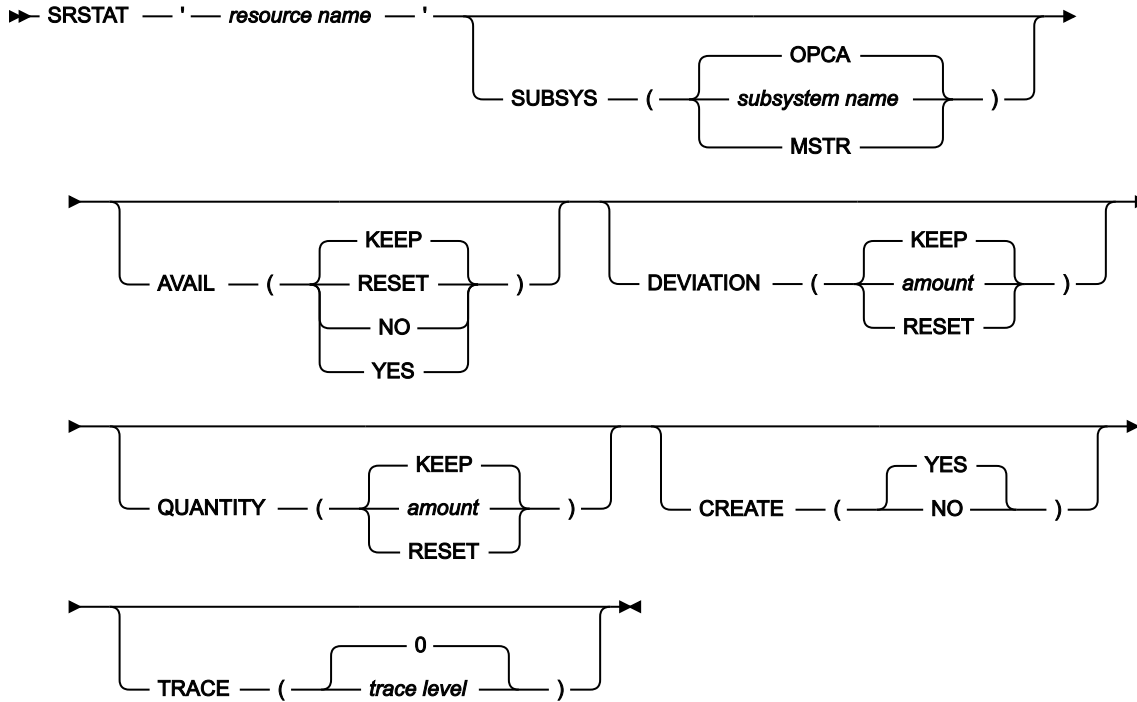 SRSTAT ' resource name '
OPCA
SUBSYS ( subsystem name )
MSTR
KEEP
AVAIL ( RESET )
NO
YES
KEEP
DEVIATION ( amount )
RESET
KEEP
QUANTITY ( amount )
RESET
YES
CREATE ( NO )
0
TRACE ( trace level )